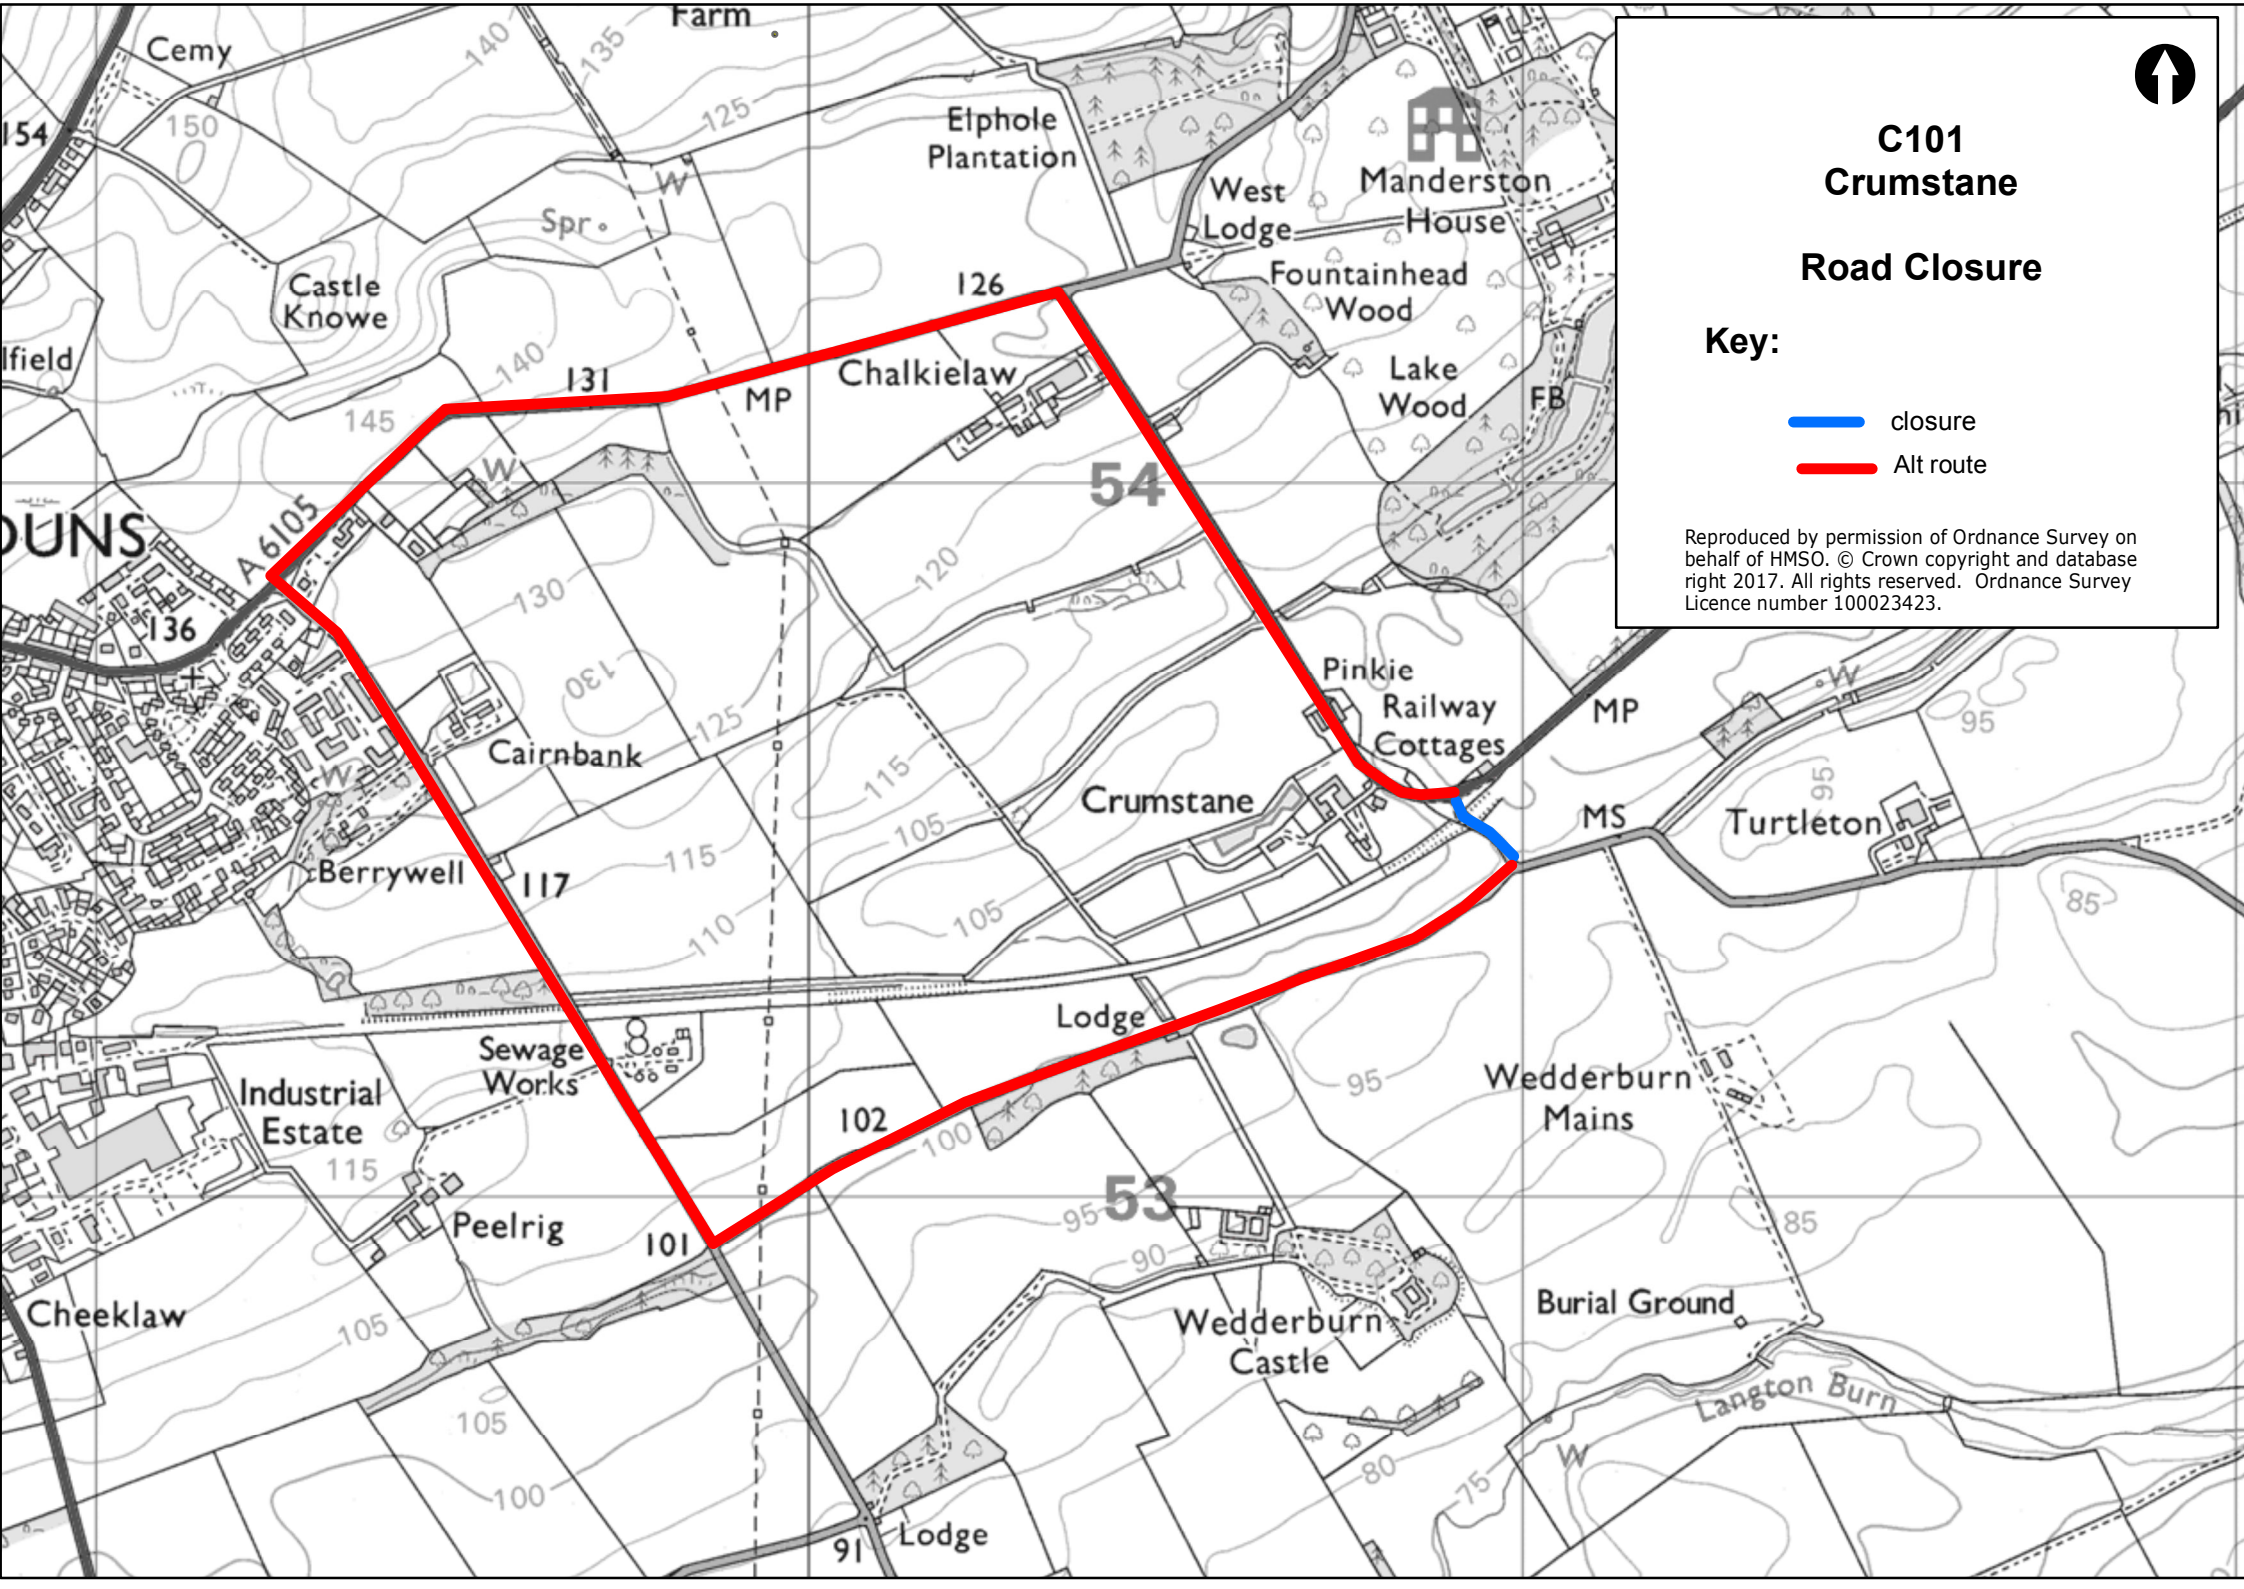 C101
Crumstane
Road Closure
Key:
closure
Alt route
Reproduced by permission of Ordnance Survey on
behalf of HMSO. © Crown copyright and database
right 2017. All rights reserved. Ordnance Survey
Licence number 100023423.
Farm
Cemy
140
135
154
150
125
Elphole
Plantation
W
Spr
West
Lodge
Manderston
House
Castle
Knowe
126
Fountainhead
Wood
lfield
140
131
MP
Chalkielaw
Lake
Wood
FB
145
W
54
A 6105
DUNS
136
130
120
130
Pinkie
Railway
Cottages
MP
W
95
125
Cairnbank
W
115
Crumstane
105
MS
95
Turtleton
Berrywell
117
115
110
105
85
Lodge
Sewage
Works
Industrial
Estate
102
100
95
Wedderburn
Mains
115
53
95
90
85
Peelrig
101
Cheeklaw
105
Wedderburn
Castle
Burial Ground
Langton Burn
105
100
80
75
W
91
Lodge